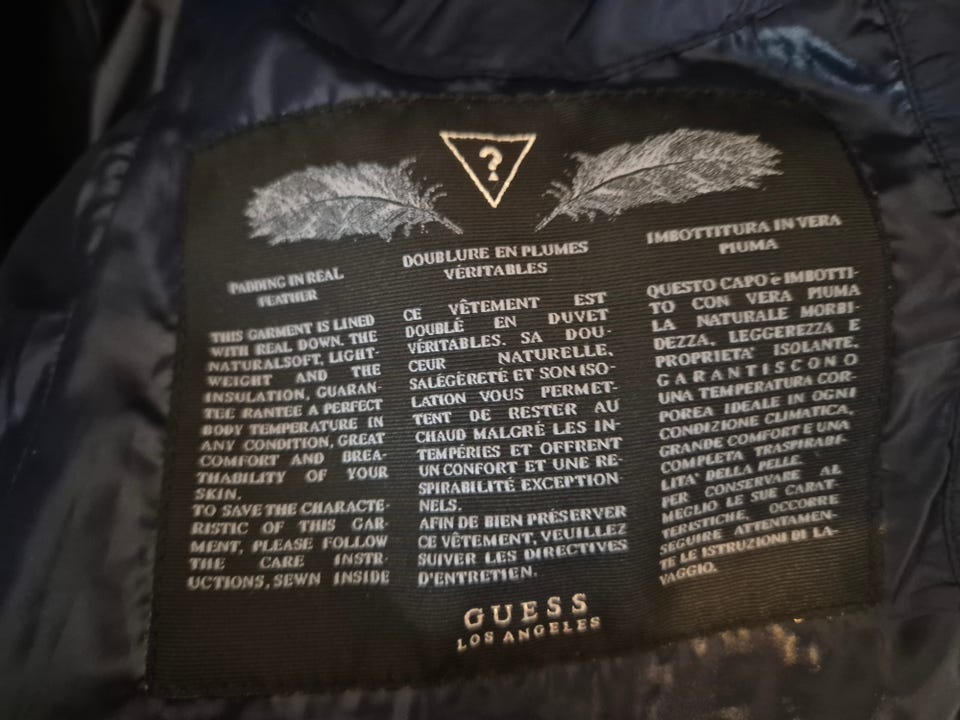 ?
PADDING IN REAL
FEATHER
THIS GARMENT IS LINED
WITH REAL DOWN. THE
NATURALSOFT, LIGHT-
WEIGHT AND THE
INSULATION, GUARAN-
TEE RANTEE A PERFECT
BODY TEMPERATURE IN
ANY CONDITION, GREAT
COMFORT AND BREA-
THABILITY OF YOUR
SKIN.
TO SAVE THE CHARACTE-
RISTIC OF THIS GAR-
MENT, PLEASE FOLLOW
THE CARE INSTR-
UCTIONS, SEWN INSIDE
DOUBLURE EN PLUMES
VÉRITABLES
CE VÊTEMENT EST
DOUBLÉ EN DUVET
VÉRITABLES. SA DOU-
CEUR NATURELLE,
SALÉGÈRETÉ ET SON ISO-
LATION VOUS PERMET-
TENT DE RESTER AU
CHAUD MALGRÉ LES IN-
TEMPÉRIES ET OFFRENT
UN CONFORT ET UNE RE-
SPIRABILITÉ EXCEPTION-
NELS.
AFIN DE BIEN PRÉSERVER
CE VÊTEMENT, VEUILLEZ
SUIVER LES DIRECTIVES
D'ENTRETIEN.
IMBOTTITURA IN VERA
PIUMA
QUESTO CAPO è IMBOTTI-
TO CON VERA PIUMA
LA NATURALE MORBI-
DEZZA, LEGGEREZZA E
PROPRIETA' ISOLANTE,
GARANTISCONO
UNA TEMPERATURA COR-
POREA IDEALE IN OGNI
CONDIZIONE CLIMATICA,
GRANDE COMFORT E UNA
COMPLETA TRASPIRABI-
LITA' DELLA PELLE
PER CONSERVARE AL
MEGLIO LE SUE CARAT-
TERISTICHE, OCCORRE
SEGUIRE ATTENTAMEN-
TE LE ISTRUZIONI DI LA-
VAGGIO.
GUESS
LOS ANGELES